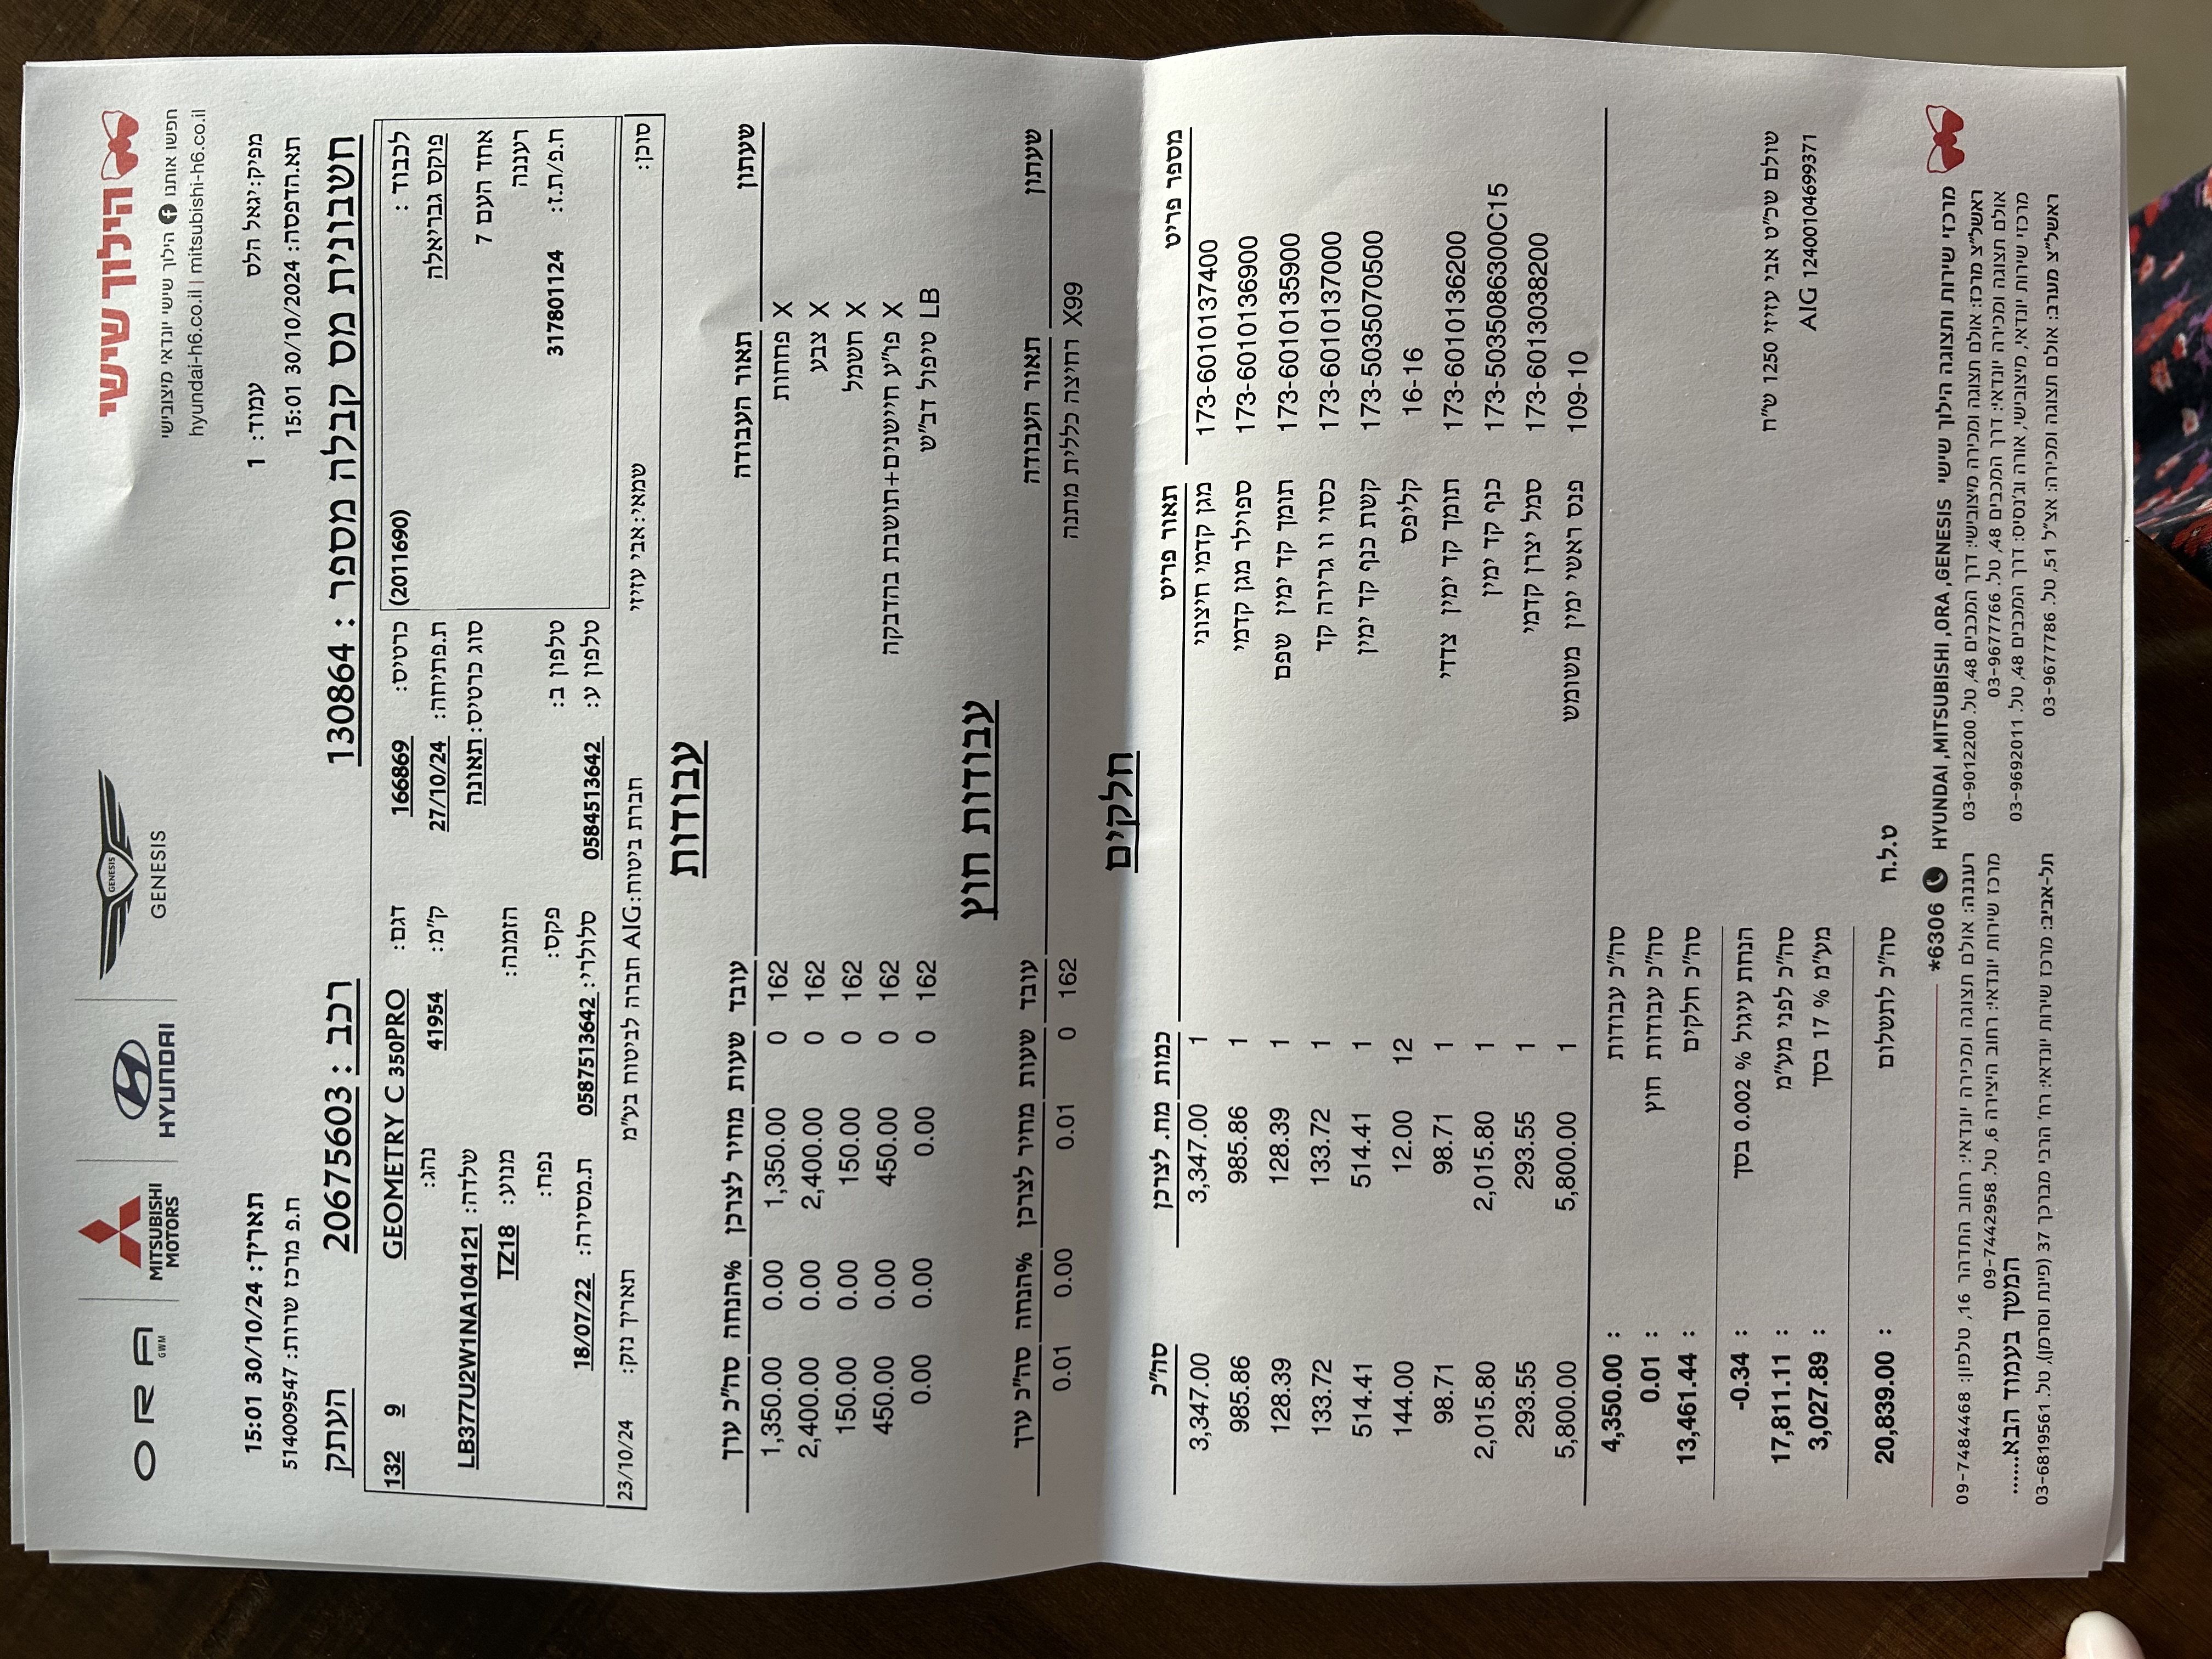 ORA
GWM
MITSUBISHI
MOTORS
HYUNDAI
GENESIS
GENESIS
הילוך שישי
חפשו אותנו הילוך שישי יונדאי מיצובישי
hyundai-h6.co.il | mitsubishi-h6.co.il
מפיק:יגאל הלס עמוד: 1 תאריך: 30/10/24 15:01
תא.הדפסה: 30/10/2024 15:01 ח.פ מרכז שרות: 514009547
חשבונית מס קבלה מספר : 130864 רכב : 20675603 העתק
לכבוד : (2011690) כרטיס: 166869 דגם: GEOMETRY C 350PRO 9 132
פוקס גבריאלה ת.פתיחה: 27/10/24 ק"מ: 41954 נהג:
אחד העם 7 סוג כרטיס: תאונה שלדה: LB377U2W1NA104121
רעננה הזמנה: מנוע: TZ18
ח.פ/ת.ז: 317801124 טלפון ב: פקס: נפח:
טלפון ע: 0584513642 סלולרי: 0587513642 ת.מסירה: 18/07/22
סוכן: שמאי:אבי עזיזי חברת ביטוח:AIG חברה לביטוח בע"מ תאריך נזק: 23/10/24
עבודות
שעתון תאור העבודה עובד שעות מחיר לצרכן %הנחה סה"כ ערך
X פחחות 162 0 1,350.00 0.00 1,350.00
X צבע 162 0 2,400.00 0.00 2,400.00
X חשמל 162 0 150.00 0.00 150.00
X פו"ע חיישנים+תושבת בהדבקה 162 0 450.00 0.00 450.00
LB טיפול דב"ש 162 0 0.00 0.00 0.00
עבודות חוץ
שעתון תאור העבודה עובד שעות מחיר לצרכן %הנחה סה"כ ערך
X99 רחיצה כללית מתנה 162 0 0.01 0.00 0.01
חלקים
מספר פריט תאור פריט כמות מח. לצרכן סה"כ
173-6010137400 מגן קדמי חיצוני 1 3,347.00 3,347.00
173-6010136900 ספוילר מגן קדמי 1 985.86 985.86
173-6010135900 תומך קד ימין שפם 1 128.39 128.39
173-6010137000 כסוי וו גרירה קד 1 133.72 133.72
173-5035070500 קשת כנף קד ימין 1 514.41 514.41
16-16 קליפס 12 12.00 144.00
173-6010136200 תומך קד ימין צדדי 1 98.71 98.71
173-5035086300C15 כנף קד ימין 1 2,015.80 2,015.80
173-6013038200 סמל יצרן קדמי 1 293.55 293.55
109-10 פנס ראשי ימין משומש 1 5,800.00 5,800.00
סה"כ עבודות : 4,350.00
סה"כ עבודות חוץ : 0.01
סה"כ חלקים : 13,461.44
הנחת עיגול % 0.002 בסך : -0.34
שולם שכ"ט אבי עזיזי 1250 ש"ח סה"כ לפני מע"מ : 17,811.11
AIG 12400104699371 מע"מ % 17 בסך : 3,027.89
ט.ל.ח סה"כ לתשלום : 20,839.00
מרכזי שירות ותצוגה הילוך שישי HYUNDAI ,MITSUBISHI ,ORA ,GENESIS *6306
ראשל"צ מרכז: אולם תצוגה ומכירה מיצובישי: דרך המכבים 48, טל. 03-9012200
אולם תצוגה ומכירה יונדאי: דרך המכבים 48, טל. 03-9677766
מרכזי שירות יונדאי, מיצובישי, אורה וג'נסיס: דרך המכבים 48, טל. 03-9692011
ראשל"צ מערב: אולם תצוגה ומכירה: אצ"ל 51, טל. 03-9677786
רעננה: אולם תצוגה ומכירה יונדאי: רחוב התדהר 16, טלפון: 09-7484468
מרכז שירות יונדאי: רחוב היצירה 6, טל. 09-7442958
המשך בעמוד הבא......
תל-אביב: מרכז שירות יונדאי: רח' הרבי מברכך 37 (פינת וסרמן), טל. 03-6819561